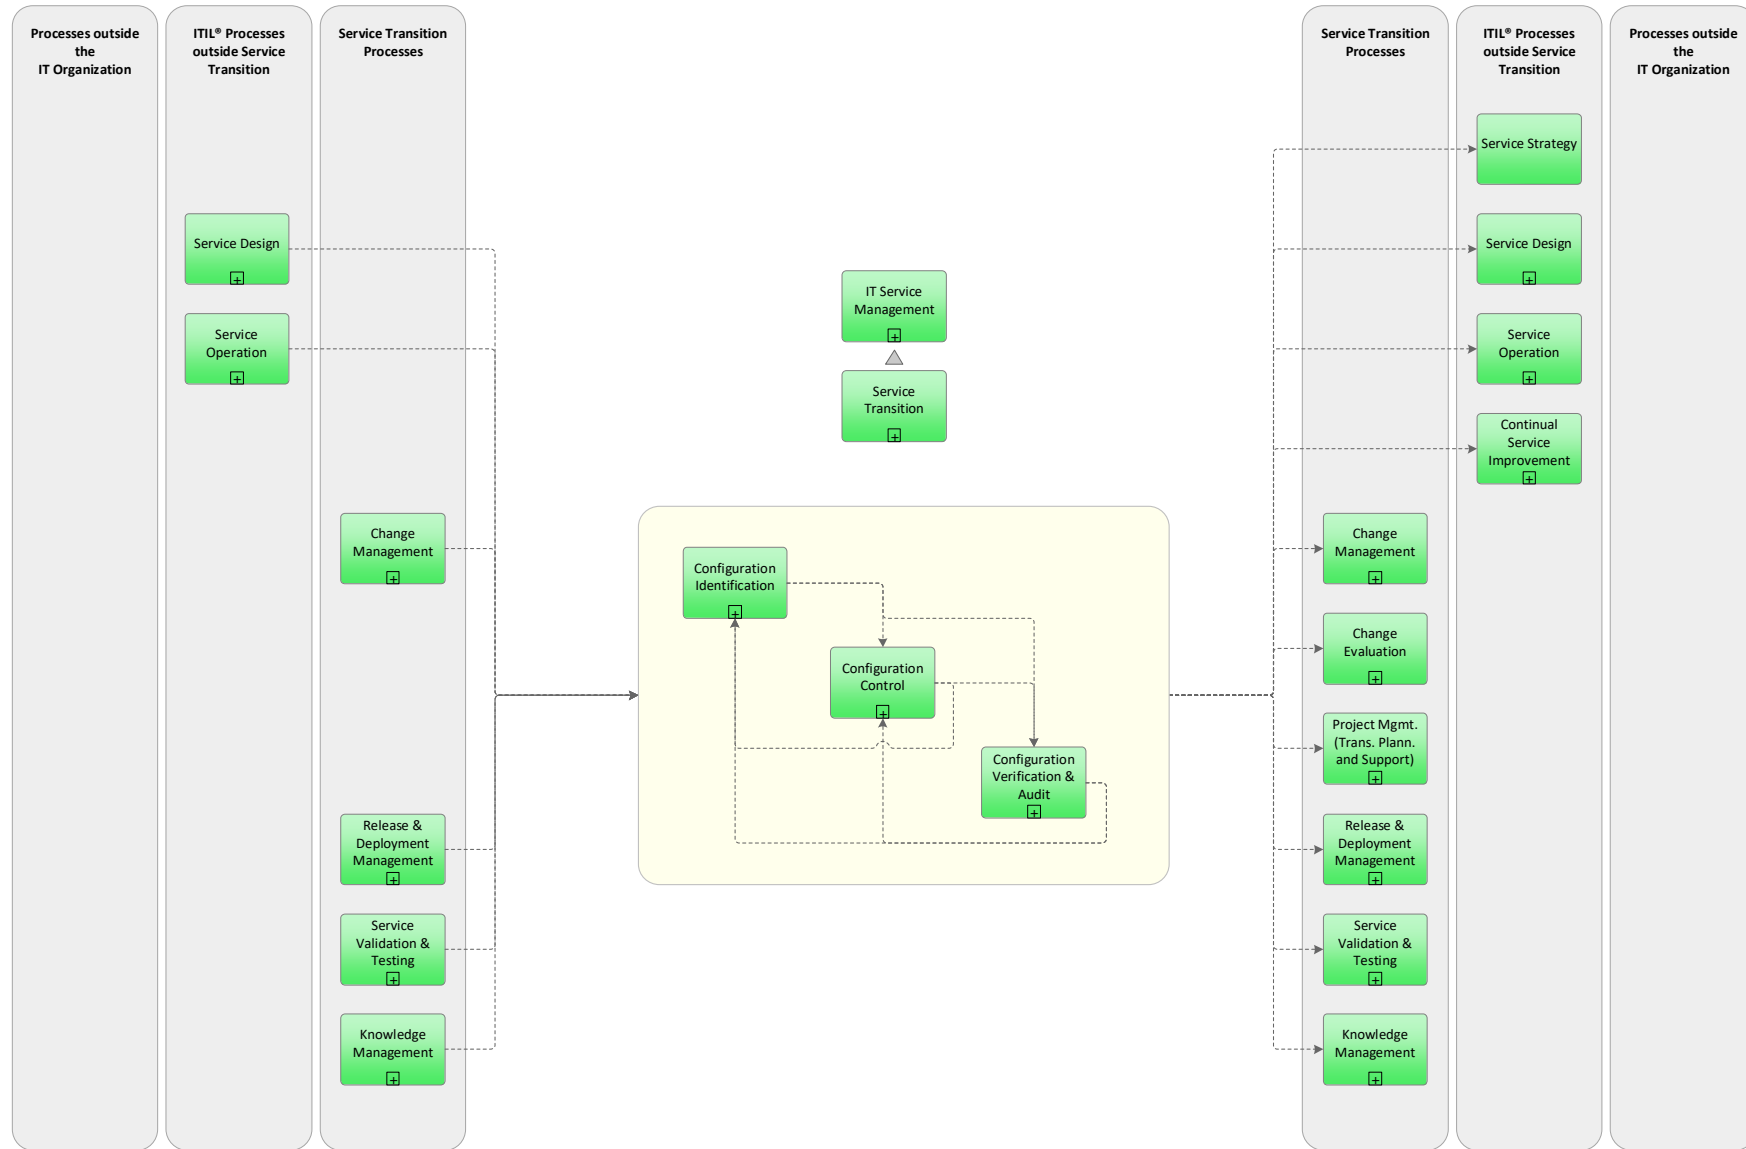 Processes outside
the
IT Organization
ITIL® Processes
outside Service
Transition
Service Transition
Processes
Service Transition
Processes
ITIL® Processes
outside Service
Transition
Processes outside
the
IT Organization
Service Design
Service
Operation
Change
Management
Release &
Deployment
Management
Service
Validation &
Testing
Knowledge
Management
IT Service
Management
Service
Transition
Configuration
Identification
Configuration
Control
Configuration
Verification &
Audit
Service Strategy
Service Design
Service
Operation
Continual
Service
Improvement
Change
Management
Change
Evaluation
Project Mgmt.
(Trans. Plann.
and Support)
Release &
Deployment
Management
Service
Validation &
Testing
Knowledge
Management